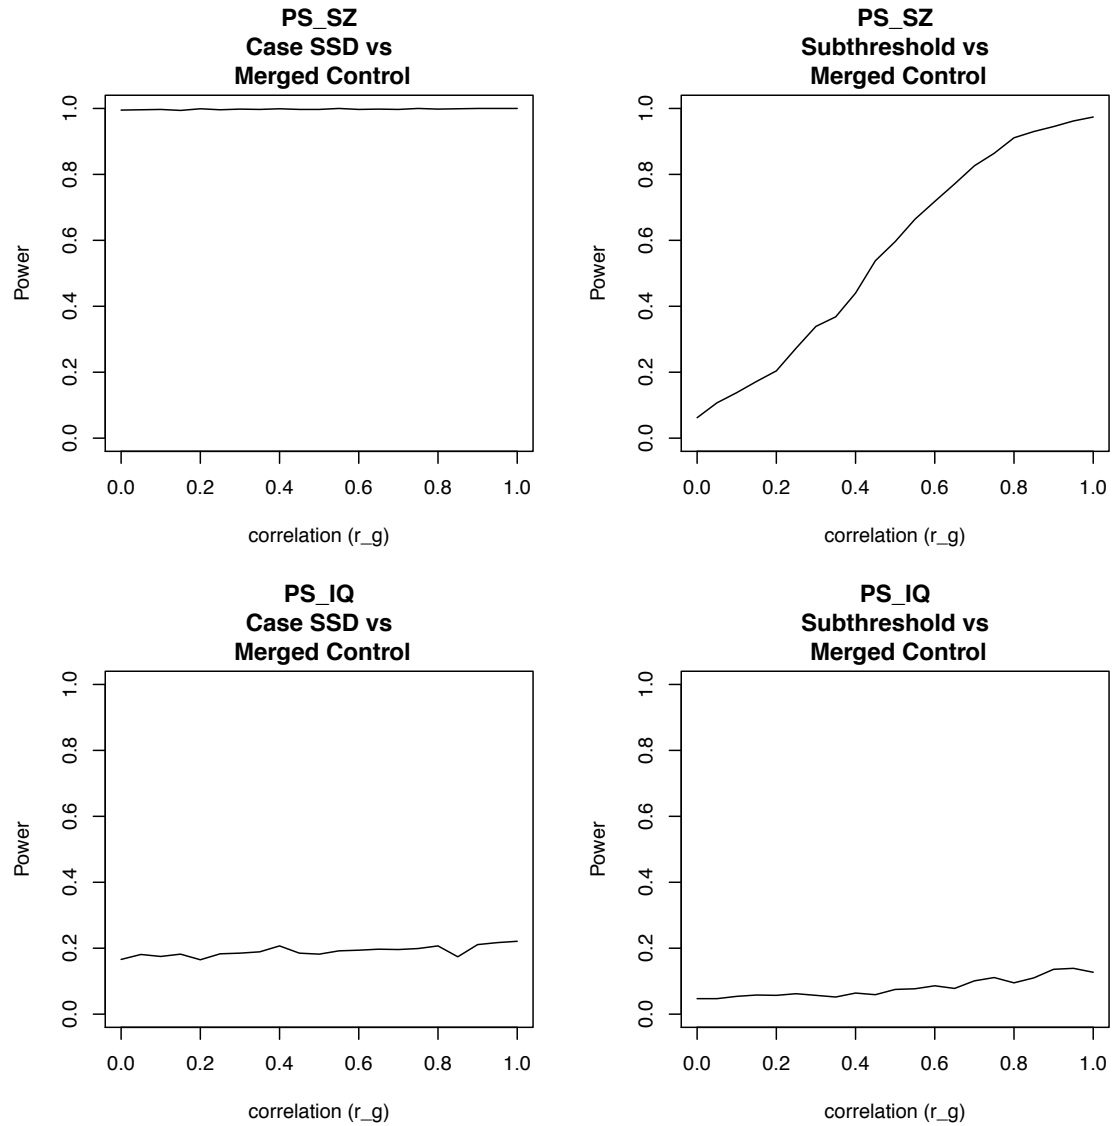 PS_SZ
Case SSD vs
Merged Control
1.0
0.8
0.6
0.4
0.2
0.0
Power
0.0 0.2 0.4 0.6 0.8 1.0
correlation (r_g)
PS_SZ
Subthreshold vs
Merged Control
1.0
0.8
0.6
0.4
0.2
0.0
Power
0.0 0.2 0.4 0.6 0.8 1.0
correlation (r_g)
PS_IQ
Case SSD vs
Merged Control
1.0
0.8
0.6
0.4
0.2
0.0
Power
0.0 0.2 0.4 0.6 0.8 1.0
correlation (r_g)
PS_IQ
Subthreshold vs
Merged Control
1.0
0.8
0.6
0.4
0.2
0.0
Power
0.0 0.2 0.4 0.6 0.8 1.0
correlation (r_g)